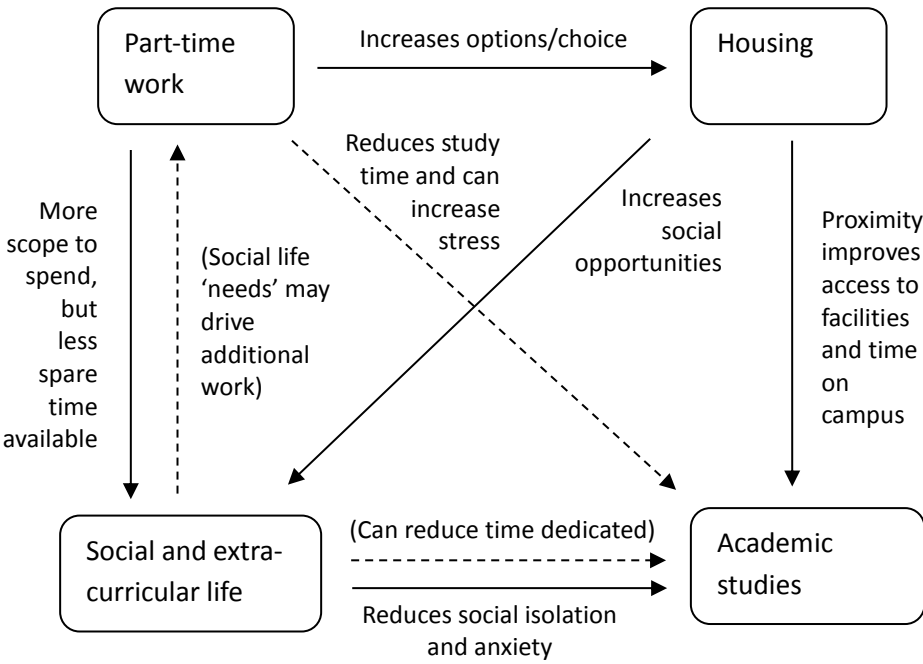 Part-time
work
Increases options/choice
Housing
Reduces study
time and can
increase
stress
Increases
social
opportunities
More
scope to
spend,
but
less
spare
time
available
(Social life
‘needs’ may
drive
additional
work)
Proximity
improves
access to
facilities
and time
on
campus
Social and extra-
curricular life
(Can reduce time dedicated)
Reduces social isolation
and anxiety
Academic
studies